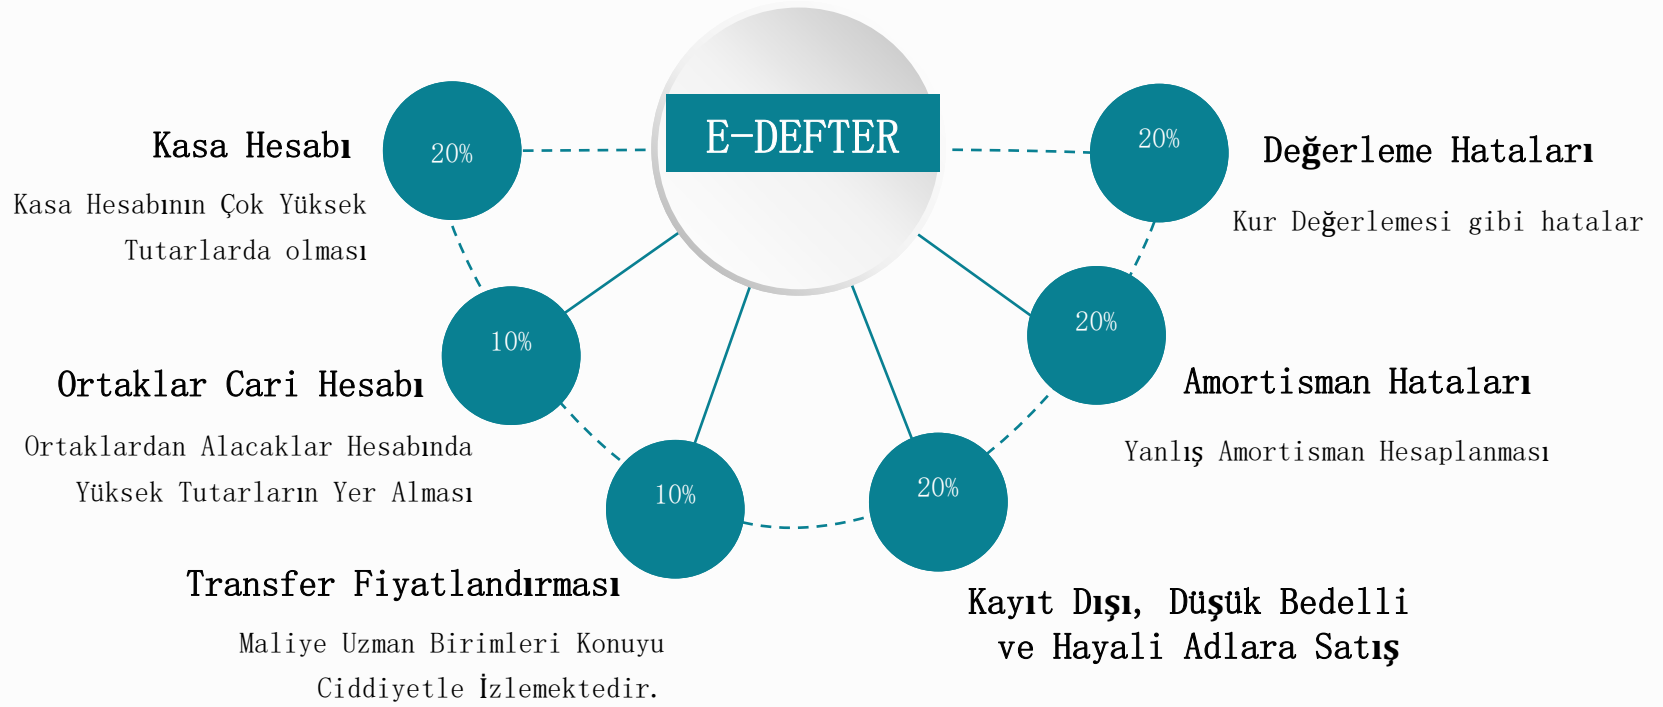 E-DEFTER
20%
Kasa Hesabı
Kasa Hesabının Çok Yüksek
Tutarlarda olması
10%
Ortaklar Cari Hesabı
Ortaklardan Alacaklar Hesabında
Yüksek Tutarların Yer Alması
10%
Transfer Fiyatlandırması
Maliye Uzman Birimleri Konuyu
Ciddiyetle İzlemektedir.
20%
Kayıt Dışı, Düşük Bedelli
ve Hayali Adlara Satış
20%
Amortisman Hataları
Yanlış Amortisman Hesaplanması
20%
Değerleme Hataları
Kur Değerlemesi gibi hatalar